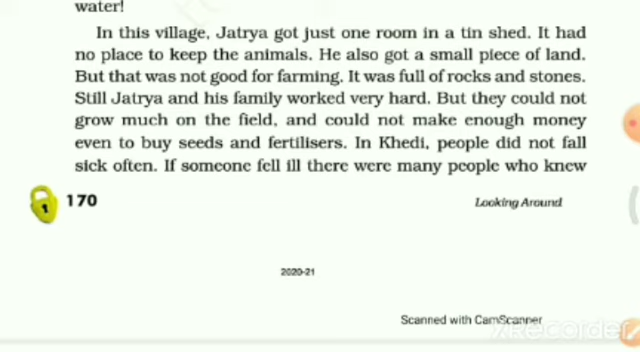 water!
In this village, Jatrya got just one room in a tin shed. It had
no place to keep the animals. He also got a small piece of land.
But that was not good for farming. It was full of rocks and stones.
Still Jatrya and his family worked very hard. But they could not
grow much on the field, and could not make enough money
even to buy seeds and fertilisers. In Khedi, people did not fall
sick often. If someone fell ill there were many people who knew
170
Looking Around
2020-21
Scanned with CamScanner
XRecorder